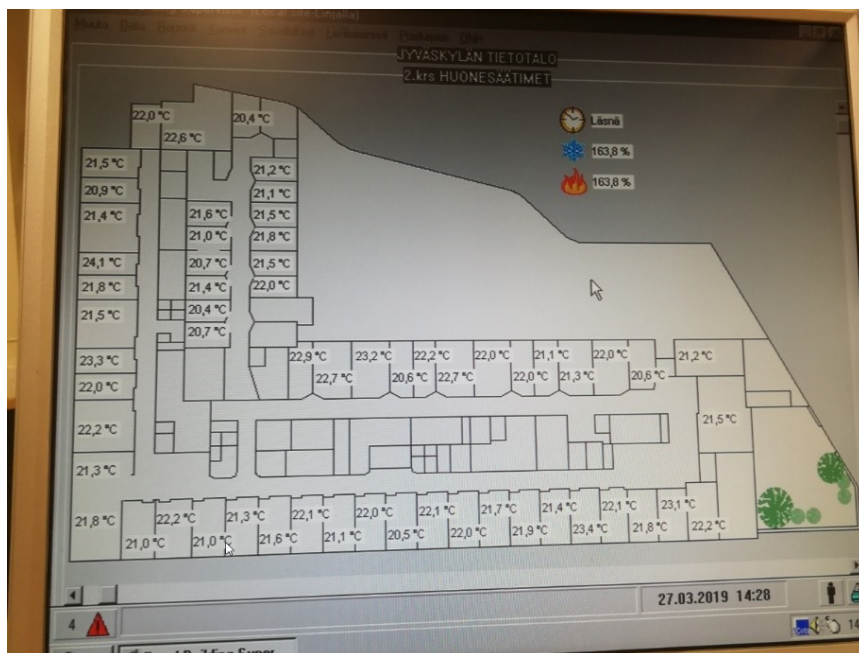 Muuta Raportti
JYVÄSKYLÄN TIETOTALO
2.krs HUONESÄÄTIMET
22,0 °C
20,4 °C
22,6 °C
Läsnä
163,8 %
163,8 %
21,5 °C
21,2 °C
20,9 °C
21,1 °C
21,4 °C
21,6 °C
21,5 °C
21,0 °C
21,8 °C
24,1 °C
20,7 °C
21,5 °C
21,8 °C
21,4 °C
22,0 °C
21,5 °C
20,4 °C
20,7 °C
23,3 °C
22,9 °C 23,2 °C 22,2 °C 22,0 °C 21,1 °C 22,0 °C 21,2 °C
22,0 °C
22,7 °C 20,6 °C 22,7 °C 22,0 °C 21,3 °C 20,6 °C
22,2 °C
21,5 °C
21,3 °C
21,8 °C
22,2 °C 21,3 °C 22,1 °C 22,0 °C 22,1 °C 21,7 °C 21,4 °C 22,1 °C 23,1 °C
21,0 °C 21,0 °C 21,6 °C 21,1 °C 20,5 °C 22,0 °C 21,9 °C 23,4 °C 21,8 °C 22,2 °C
27.03.2019 14:28
4
14